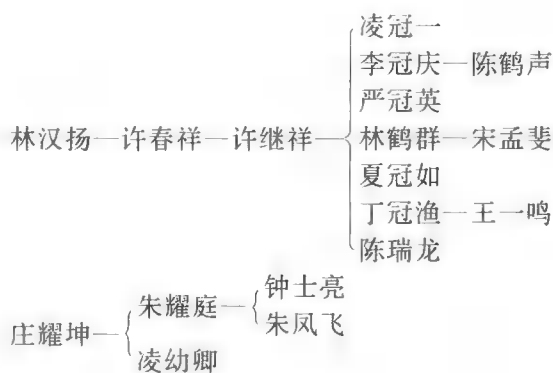 凌冠一
李冠庆—陈鹤声
严冠英
林汉扬—许春祥—许继祥—林鹤群—宋孟斐
夏冠如
丁冠渔—王一鸣
陈瑞龙
钟士亮
朱耀庭—
朱凤飞
庄耀坤—
凌幼卿